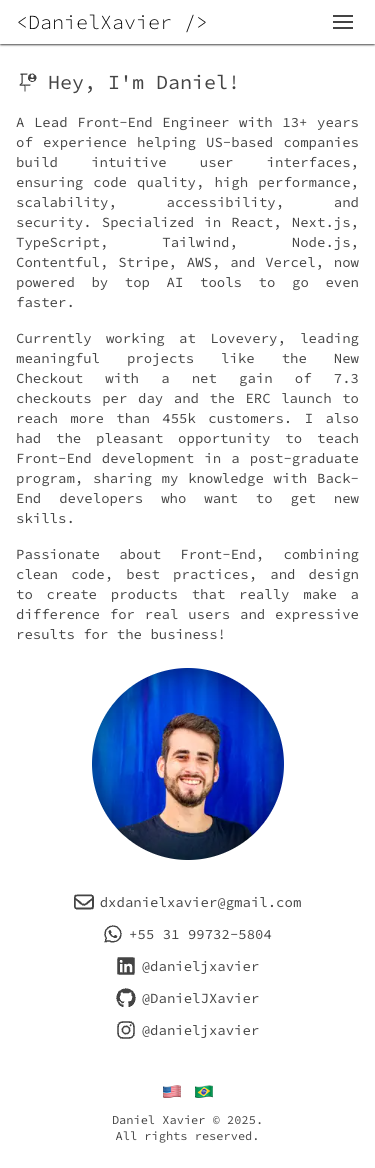 <DanielXavier />
Hey, I'm Daniel!
A Lead Front-End Engineer with 13+ years
of experience helping US-based companies
build intuitive user interfaces,
ensuring code quality, high performance,
scalability, accessibility, and
security. Specialized in React, Next.js,
TypeScript, Tailwind, Node.js,
Contentful, Stripe, AWS, and Vercel, now
powered by top AI tools to go even
faster.
Currently working at Lovevery, leading
meaningful projects like the New
Checkout with a net gain of 7.3
checkouts per day and the ERC launch to
reach more than 455k customers. I also
had the pleasant opportunity to teach
Front-End development in a post-graduate
program, sharing my knowledge with Back-
End developers who want to get new
skills.
Passionate about Front-End, combining
clean code, best practices, and design
to create products that really make a
difference for real users and expressive
results for the business!
dxdanielxavier@gmail.com
+55 31 99732-5804
@danieljxavier
@DanielJXavier
@danieljxavier
Daniel Xavier © 2025.
All rights reserved.